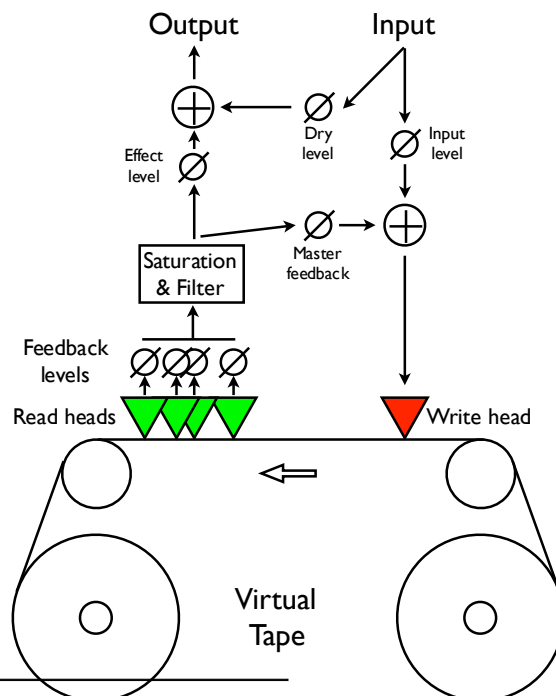 Output
Input
Dry
level
Input
level
Effect
level
Master
feedback
Saturation
& Filter
Feedback
levels
Read heads
Write head
Virtual
Tape